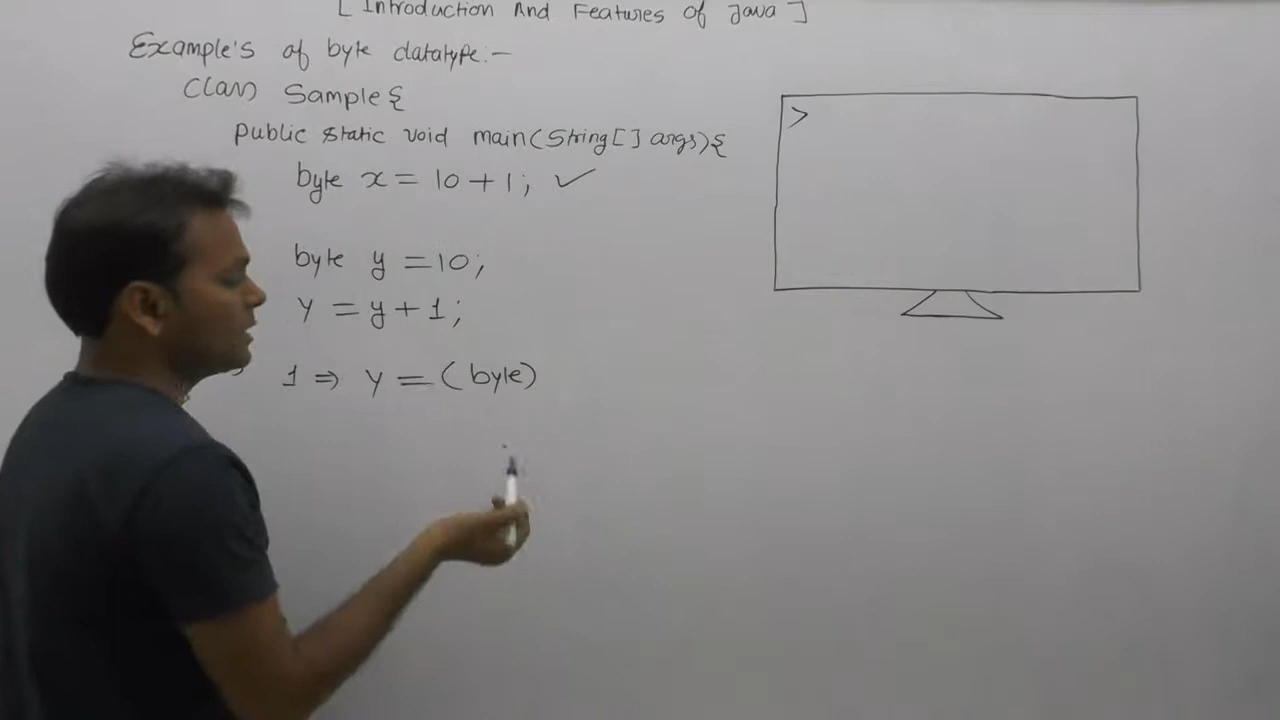 [ Introduction And Features of Java ]
Example's of byte datatype:-
Class Sample{
public static void main(String[] args){
byte x = 10 + 1; ✓
byte y = 10;
y = y + 1;
1 ⇒ y = (byte)
>